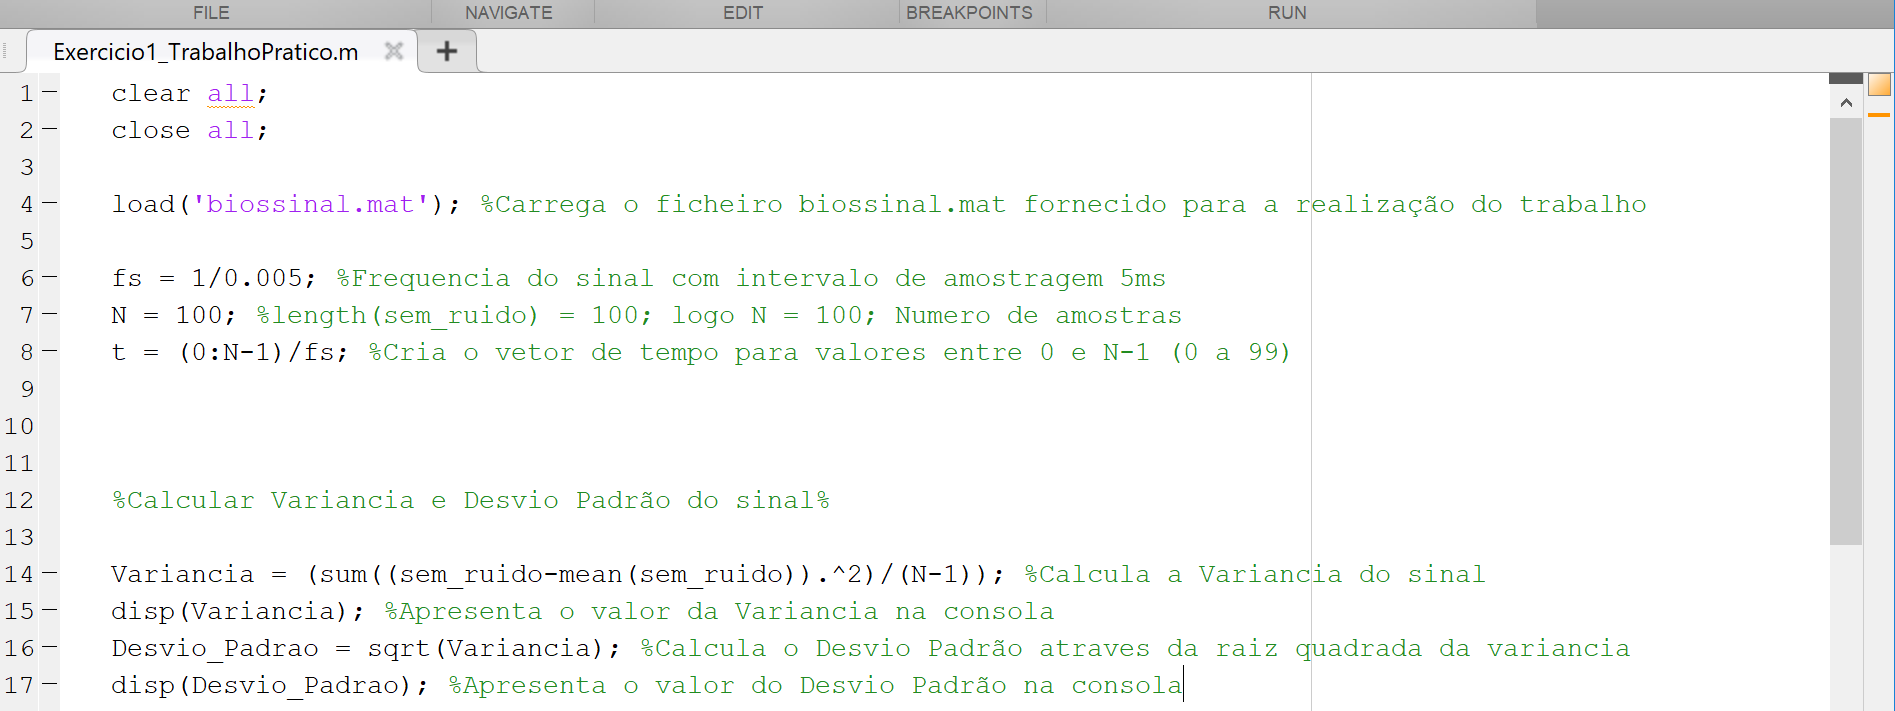 FILE NAVIGATE EDIT BREAKPOINTS RUN
Exercicio1_TrabalhoPratico.m
1 clear all;
2 close all;
3
4 load('biossinal.mat'); %Carrega o ficheiro biossinal.mat fornecido para a realização do trabalho
5
6 fs = 1/0.005; %Frequencia do sinal com intervalo de amostragem 5ms
7 N = 100; %length(sem_ruido) = 100; logo N = 100; Numero de amostras
8 t = (0:N-1)/fs; %Cria o vetor de tempo para valores entre 0 e N-1 (0 a 99)
9
10
11
12 %Calcular Variancia e Desvio Padrão do sinal%
13
14 Variancia = (sum((sem_ruido-mean(sem_ruido)).^2)/(N-1)); %Calcula a Variancia do sinal
15 disp(Variancia); %Apresenta o valor da Variancia na consola
16 Desvio_Padrao = sqrt(Variancia); %Calcula o Desvio Padrão atraves da raiz quadrada da variancia
17 disp(Desvio_Padrao); %Apresenta o valor do Desvio Padrão na consola